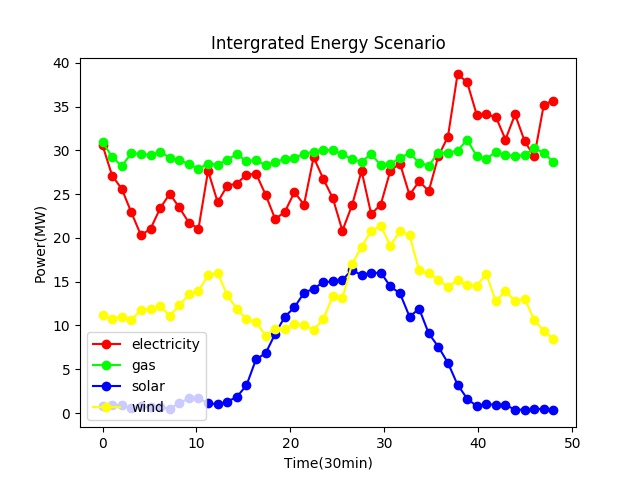 Intergrated Energy Scenario
Power(MW)
40
35
30
25
20
15
10
5
0
electricity
gas
solar
wind
0 10 20 30 40 50
Time(30min)